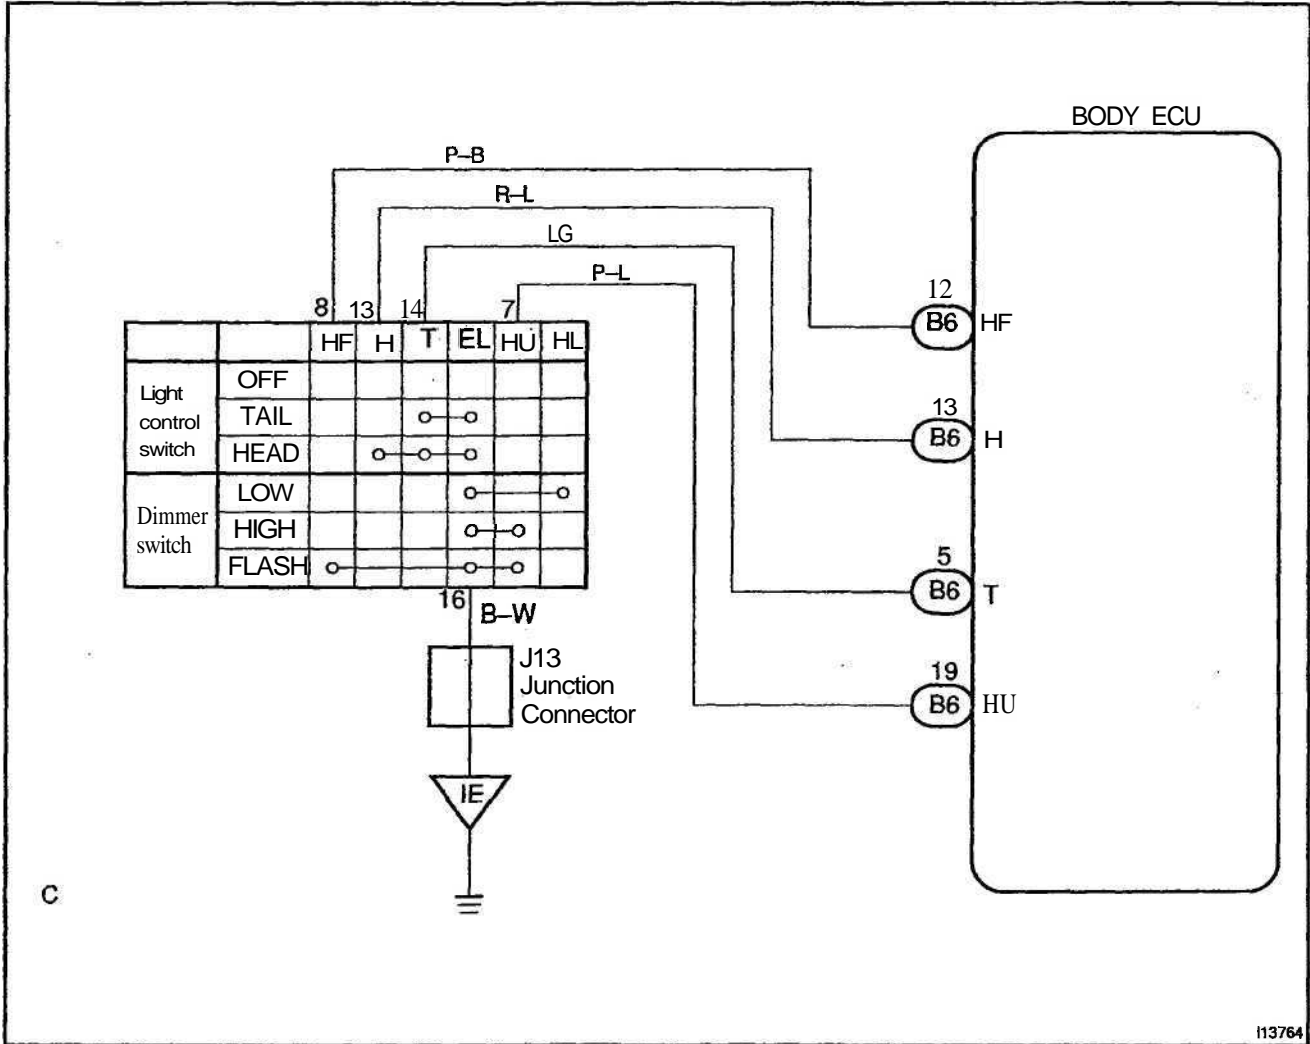 BODY ECU
P–B
R–L
LG
P–L
8 13 14 7
HF H T EL HU HL
Light
control
switch
OFF
TAIL
HEAD
Dimmer
switch
LOW
HIGH
FLASH
16
B–W
J13
Junction
Connector
IE
12
B6 HF
13
B6 H
5
B6 T
19
B6 HU
C
I13764